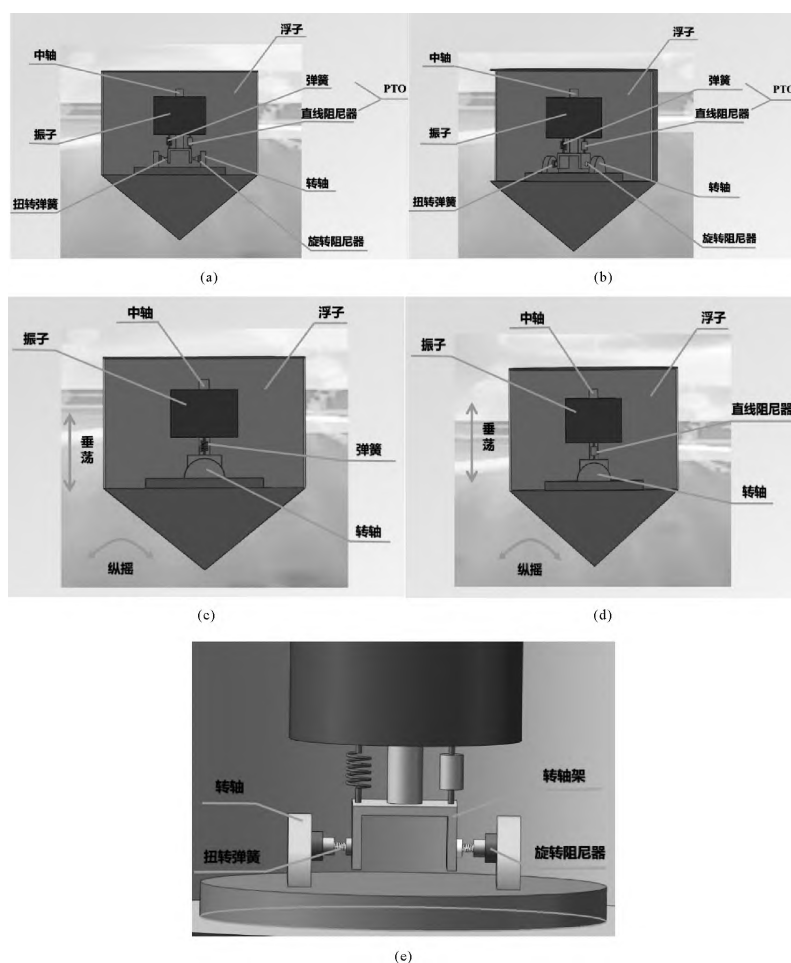 浮子
中轴
弹簧
PTO
直线阻尼器
振子
转轴
扭转弹簧
旋转阻尼器
(a)
浮子
中轴
弹簧
PTO
直线阻尼器
振子
转轴
扭转弹簧
旋转阻尼器
(b)
中轴
浮子
振子
垂荡
弹簧
转轴
纵摇
(c)
中轴
浮子
振子
直线阻尼器
垂荡
转轴
纵摇
(d)
转轴
转轴架
扭转弹簧
旋转阻尼器
(e)